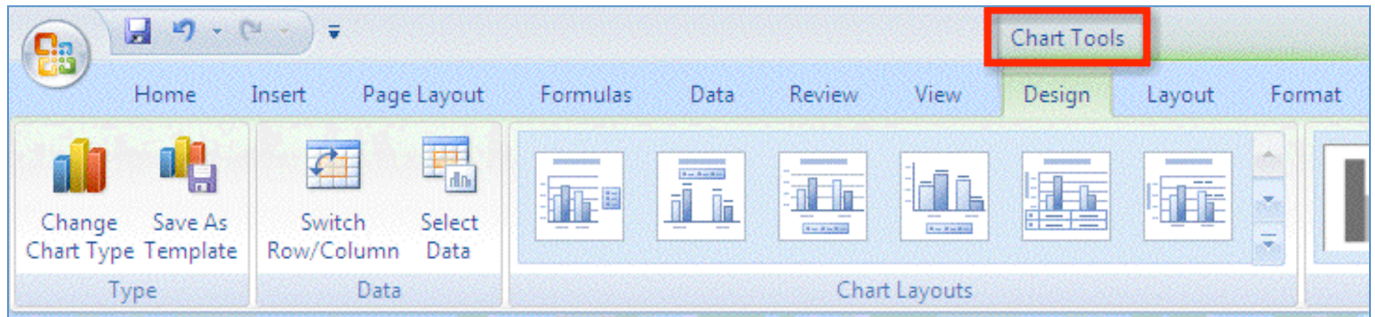 Chart Tools
Home Insert Page Layout Formulas Data Review View Design Layout Format
Change Chart Type
Save As Template
Switch Row/Column
Select Data
Type Data Chart Layouts